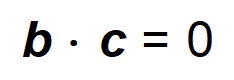 b · c = 0